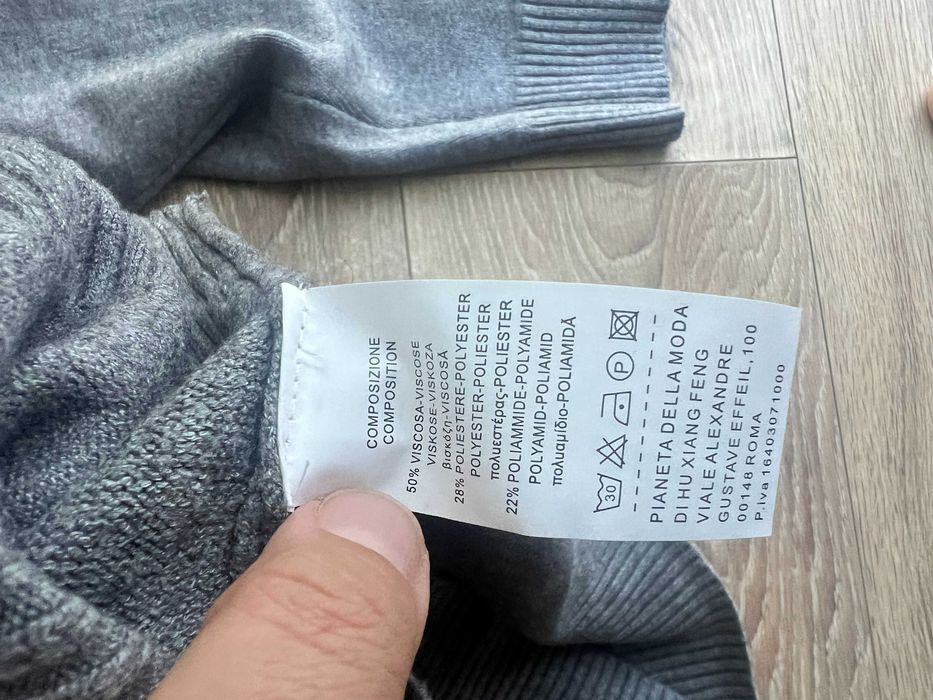 COMPOSIZIONE
COMPOSITION
50% VISCOSA-VISCOSE
VISKOSE-VISKOZA
βισκόζη-VISCOSĂ
28% POLIESTERE-POLYESTER
POLYESTER-POLIESTER
πολυεστέρας-POLIESTER
22% POLIAMMIDE-POLYAMIDE
POLYAMID-POLIAMID
πολυαμίδιο-POLIAMIDĂ
30 P
PIANETA DELLA MODA
DI HU XIANG FENG
VIALE ALEXANDRE
GUSTAVE EFFEIL,100
00148 ROMA
P.iva 16403071000